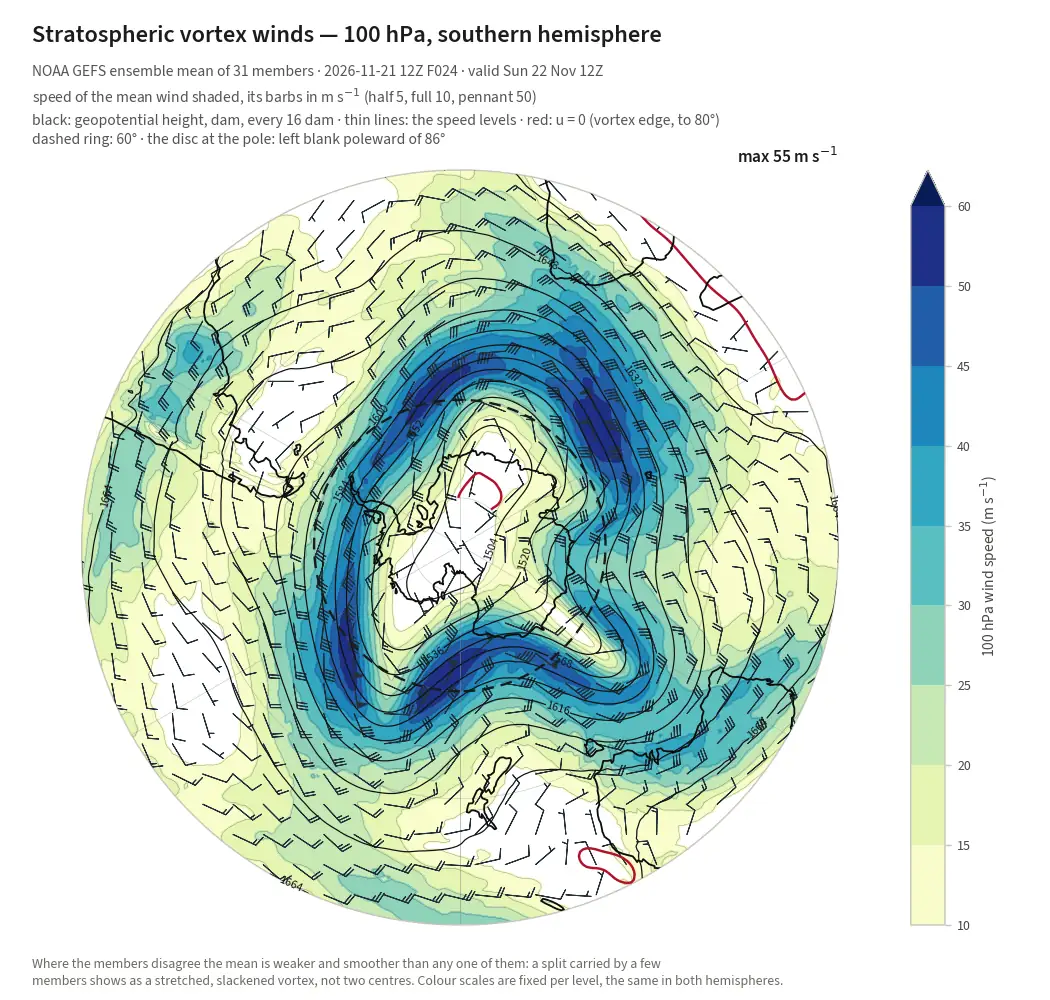 Stratospheric vortex winds — 100 hPa, southern hemisphere
NOAA GEFS ensemble mean of 31 members · 2026-11-21 12Z F024 · valid Sun 22 Nov 12Z
speed of the mean wind shaded, its barbs in m s⁻¹ (half 5, full 10, pennant 50)
black: geopotential height, dam, every 16 dam · thin lines: the speed levels · red: u = 0 (vortex edge, to 80°)
dashed ring: 60° · the disc at the pole: left blank poleward of 86°
max 55 m s⁻¹
60
50
45
40
35
30
25
20
15
10
100 hPa wind speed (m s⁻¹)
1648
1632
1504
1520
1536
1616
1664
1664
Where the members disagree the mean is weaker and smoother than any one of them: a split carried by a few
members shows as a stretched, slackened vortex, not two centres. Colour scales are fixed per level, the same in both hemispheres.